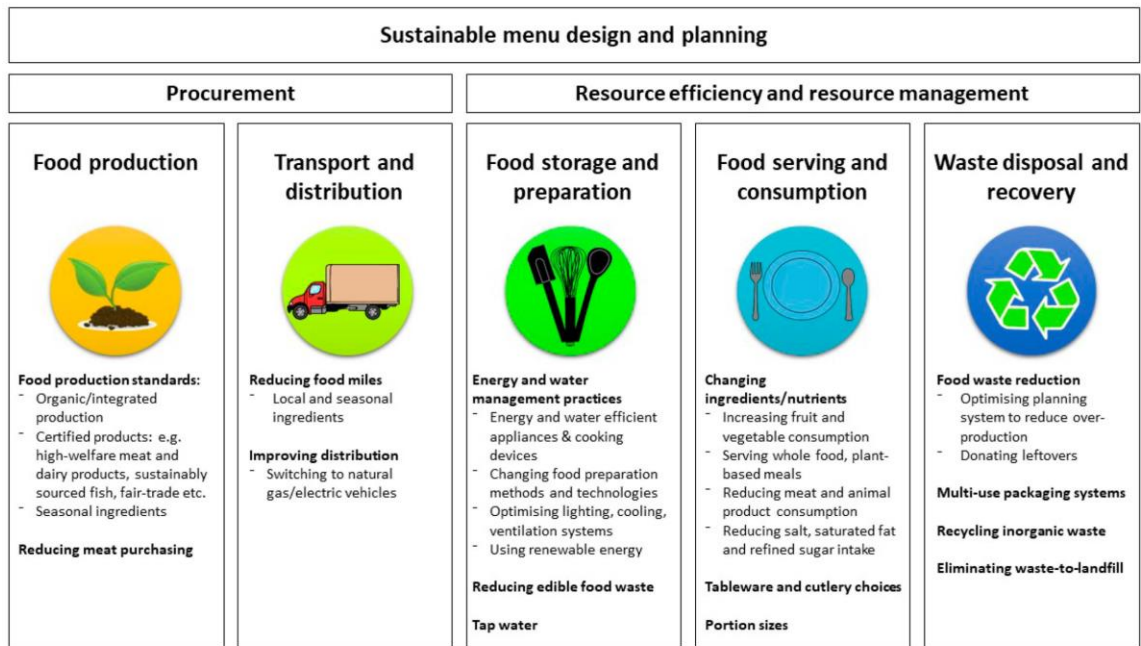 Sustainable menu design and planning
Procurement
Resource efficiency and resource management
Food production
Food production standards:
- Organic/integrated
production
- Certified products: e.g.
high-welfare meat and
dairy products, sustainably
sourced fish, fair-trade etc.
- Seasonal ingredients
Reducing meat purchasing
Transport and
distribution
Reducing food miles
- Local and seasonal
ingredients
Improving distribution
- Switching to natural
gas/electric vehicles
Food storage and
preparation
Energy and water
management practices
- Energy and water efficient
appliances & cooking
devices
- Changing food preparation
methods and technologies
- Optimising lighting, cooling,
ventilation systems
- Using renewable energy
Reducing edible food waste
Tap water
Food serving and
consumption
Changing
ingredients/nutrients
- Increasing fruit and
vegetable consumption
- Serving whole food, plant-
based meals
- Reducing meat and animal
product consumption
- Reducing salt, saturated fat
and refined sugar intake
Tableware and cutlery choices
Portion sizes
Waste disposal and
recovery
Food waste reduction
- Optimising planning
system to reduce over-
production
- Donating leftovers
Multi-use packaging systems
Recycling inorganic waste
Eliminating waste-to-landfill